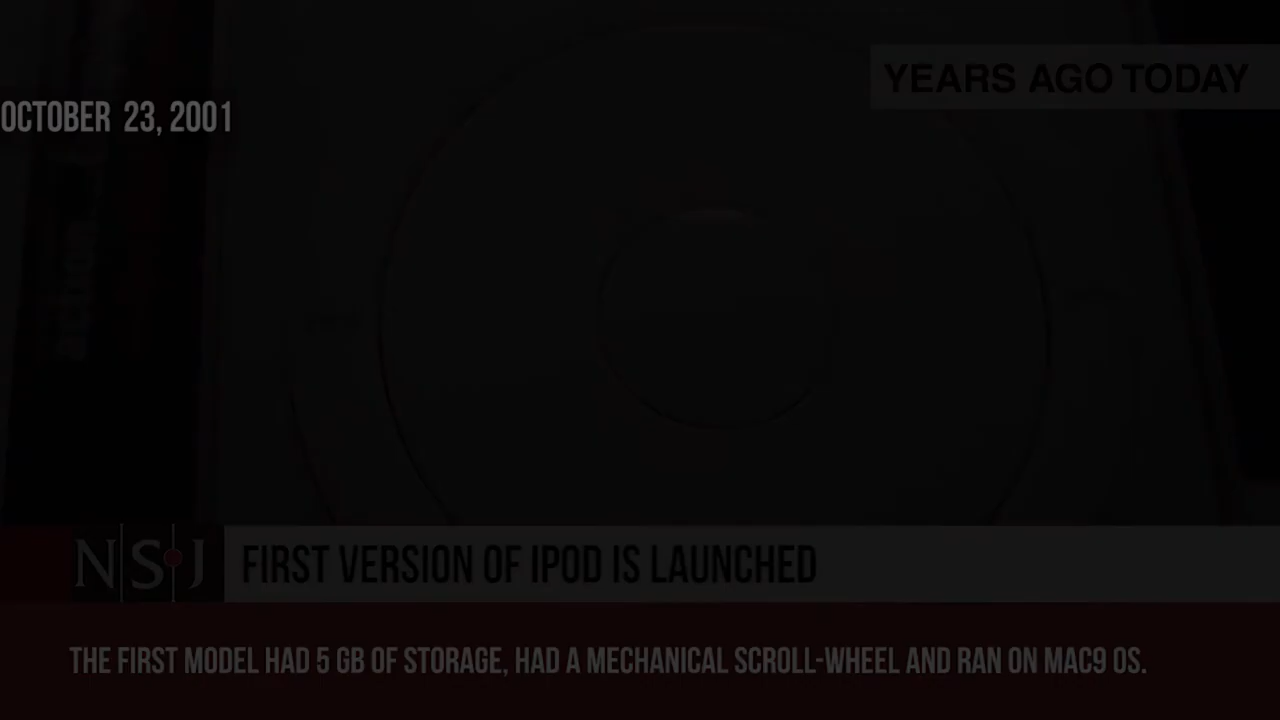 YEARS AGO TODAY
OCTOBER 23, 2001
NSJ
FIRST VERSION OF IPOD IS LAUNCHED
THE FIRST MODEL HAD 5 GB OF STORAGE, HAD A MECHANICAL SCROLL-WHEEL AND RAN ON MAC9 OS.